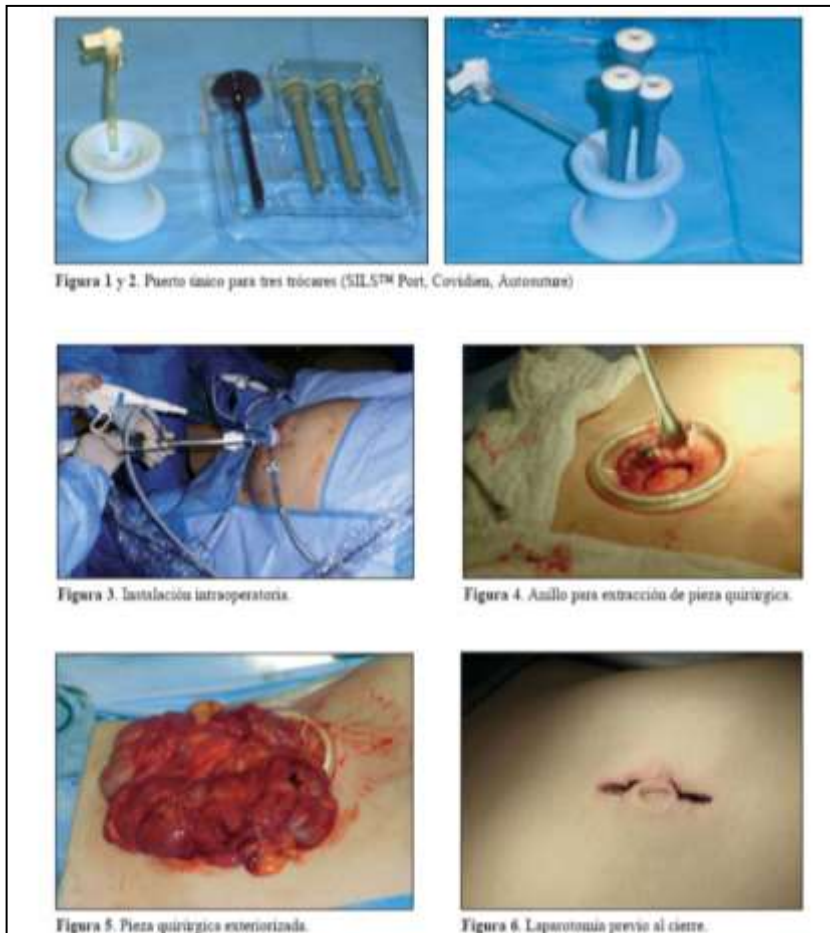 Figura 1 y 2. Puerto único para tres trócares (SILS™ Port, Covidien, Autosuture)
Figura 3. Instalación intraoperatoria.
Figura 4. Anillo para extracción de pieza quirúrgica.
Figura 5. Pieza quirúrgica exteriorizada.
Figura 6. Laparotomía previo al cierre.